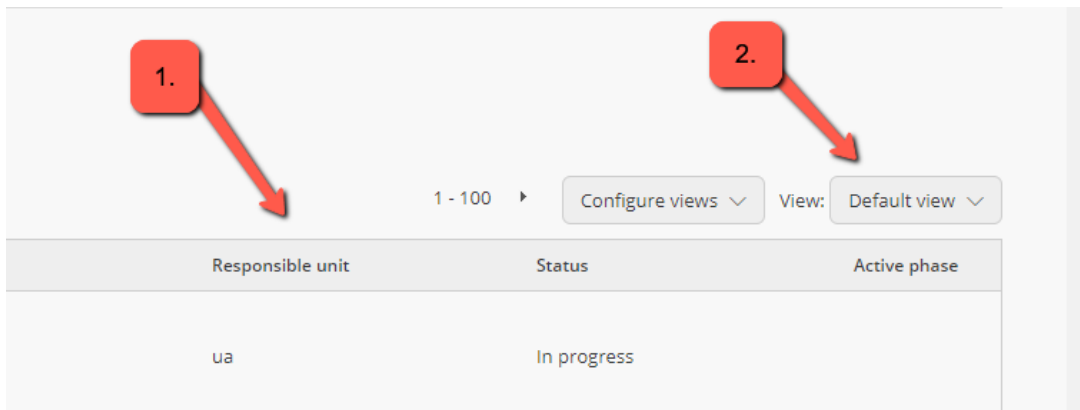 1.
2.
1 - 100 Configure views View: Default view
Responsible unit Status Active phase
ua In progress